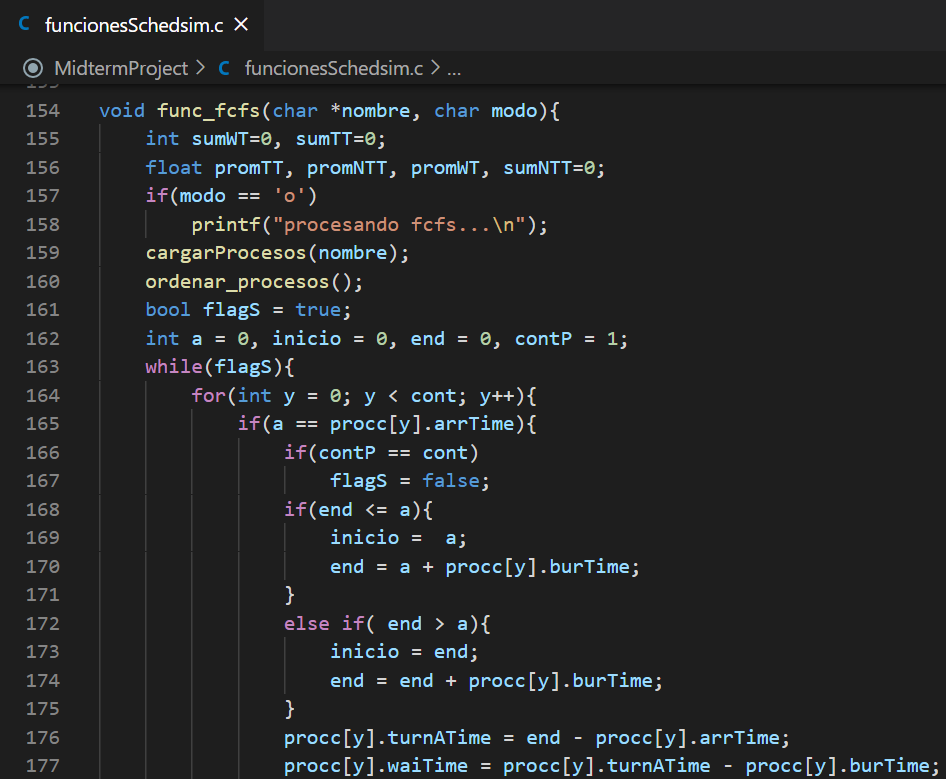 C funcionesSchedsim.c ×
MidtermProject > C funcionesSchedsim.c > ...
153
154 void func_fcfs(char *nombre, char modo){
155 int sumWT=0, sumTT=0;
156 float promTT, promNTT, promWT, sumNTT=0;
157 if(modo == 'o')
158 printf("procesando fcfs...\n");
159 cargarProcesos(nombre);
160 ordenar_procesos();
161 bool flagS = true;
162 int a = 0, inicio = 0, end = 0, contP = 1;
163 while(flagS){
164 for(int y = 0; y < cont; y++){
165 if(a == procc[y].arrTime){
166 if(contP == cont)
167 flagS = false;
168 if(end <= a){
169 inicio =  a;
170 end = a + procc[y].burTime;
171 }
172 else if( end > a){
173 inicio = end;
174 end = end + procc[y].burTime;
175 }
176 procc[y].turnATime = end - procc[y].arrTime;
177 procc[y].waiTime = procc[y].turnATime - procc[y].burTime;